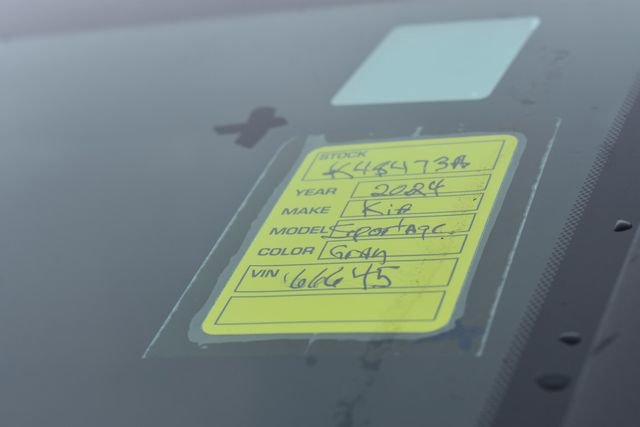 STOCK K48473A
YEAR 2024
MAKE Kia
MODEL Sportage
COLOR Gray
VIN 66645